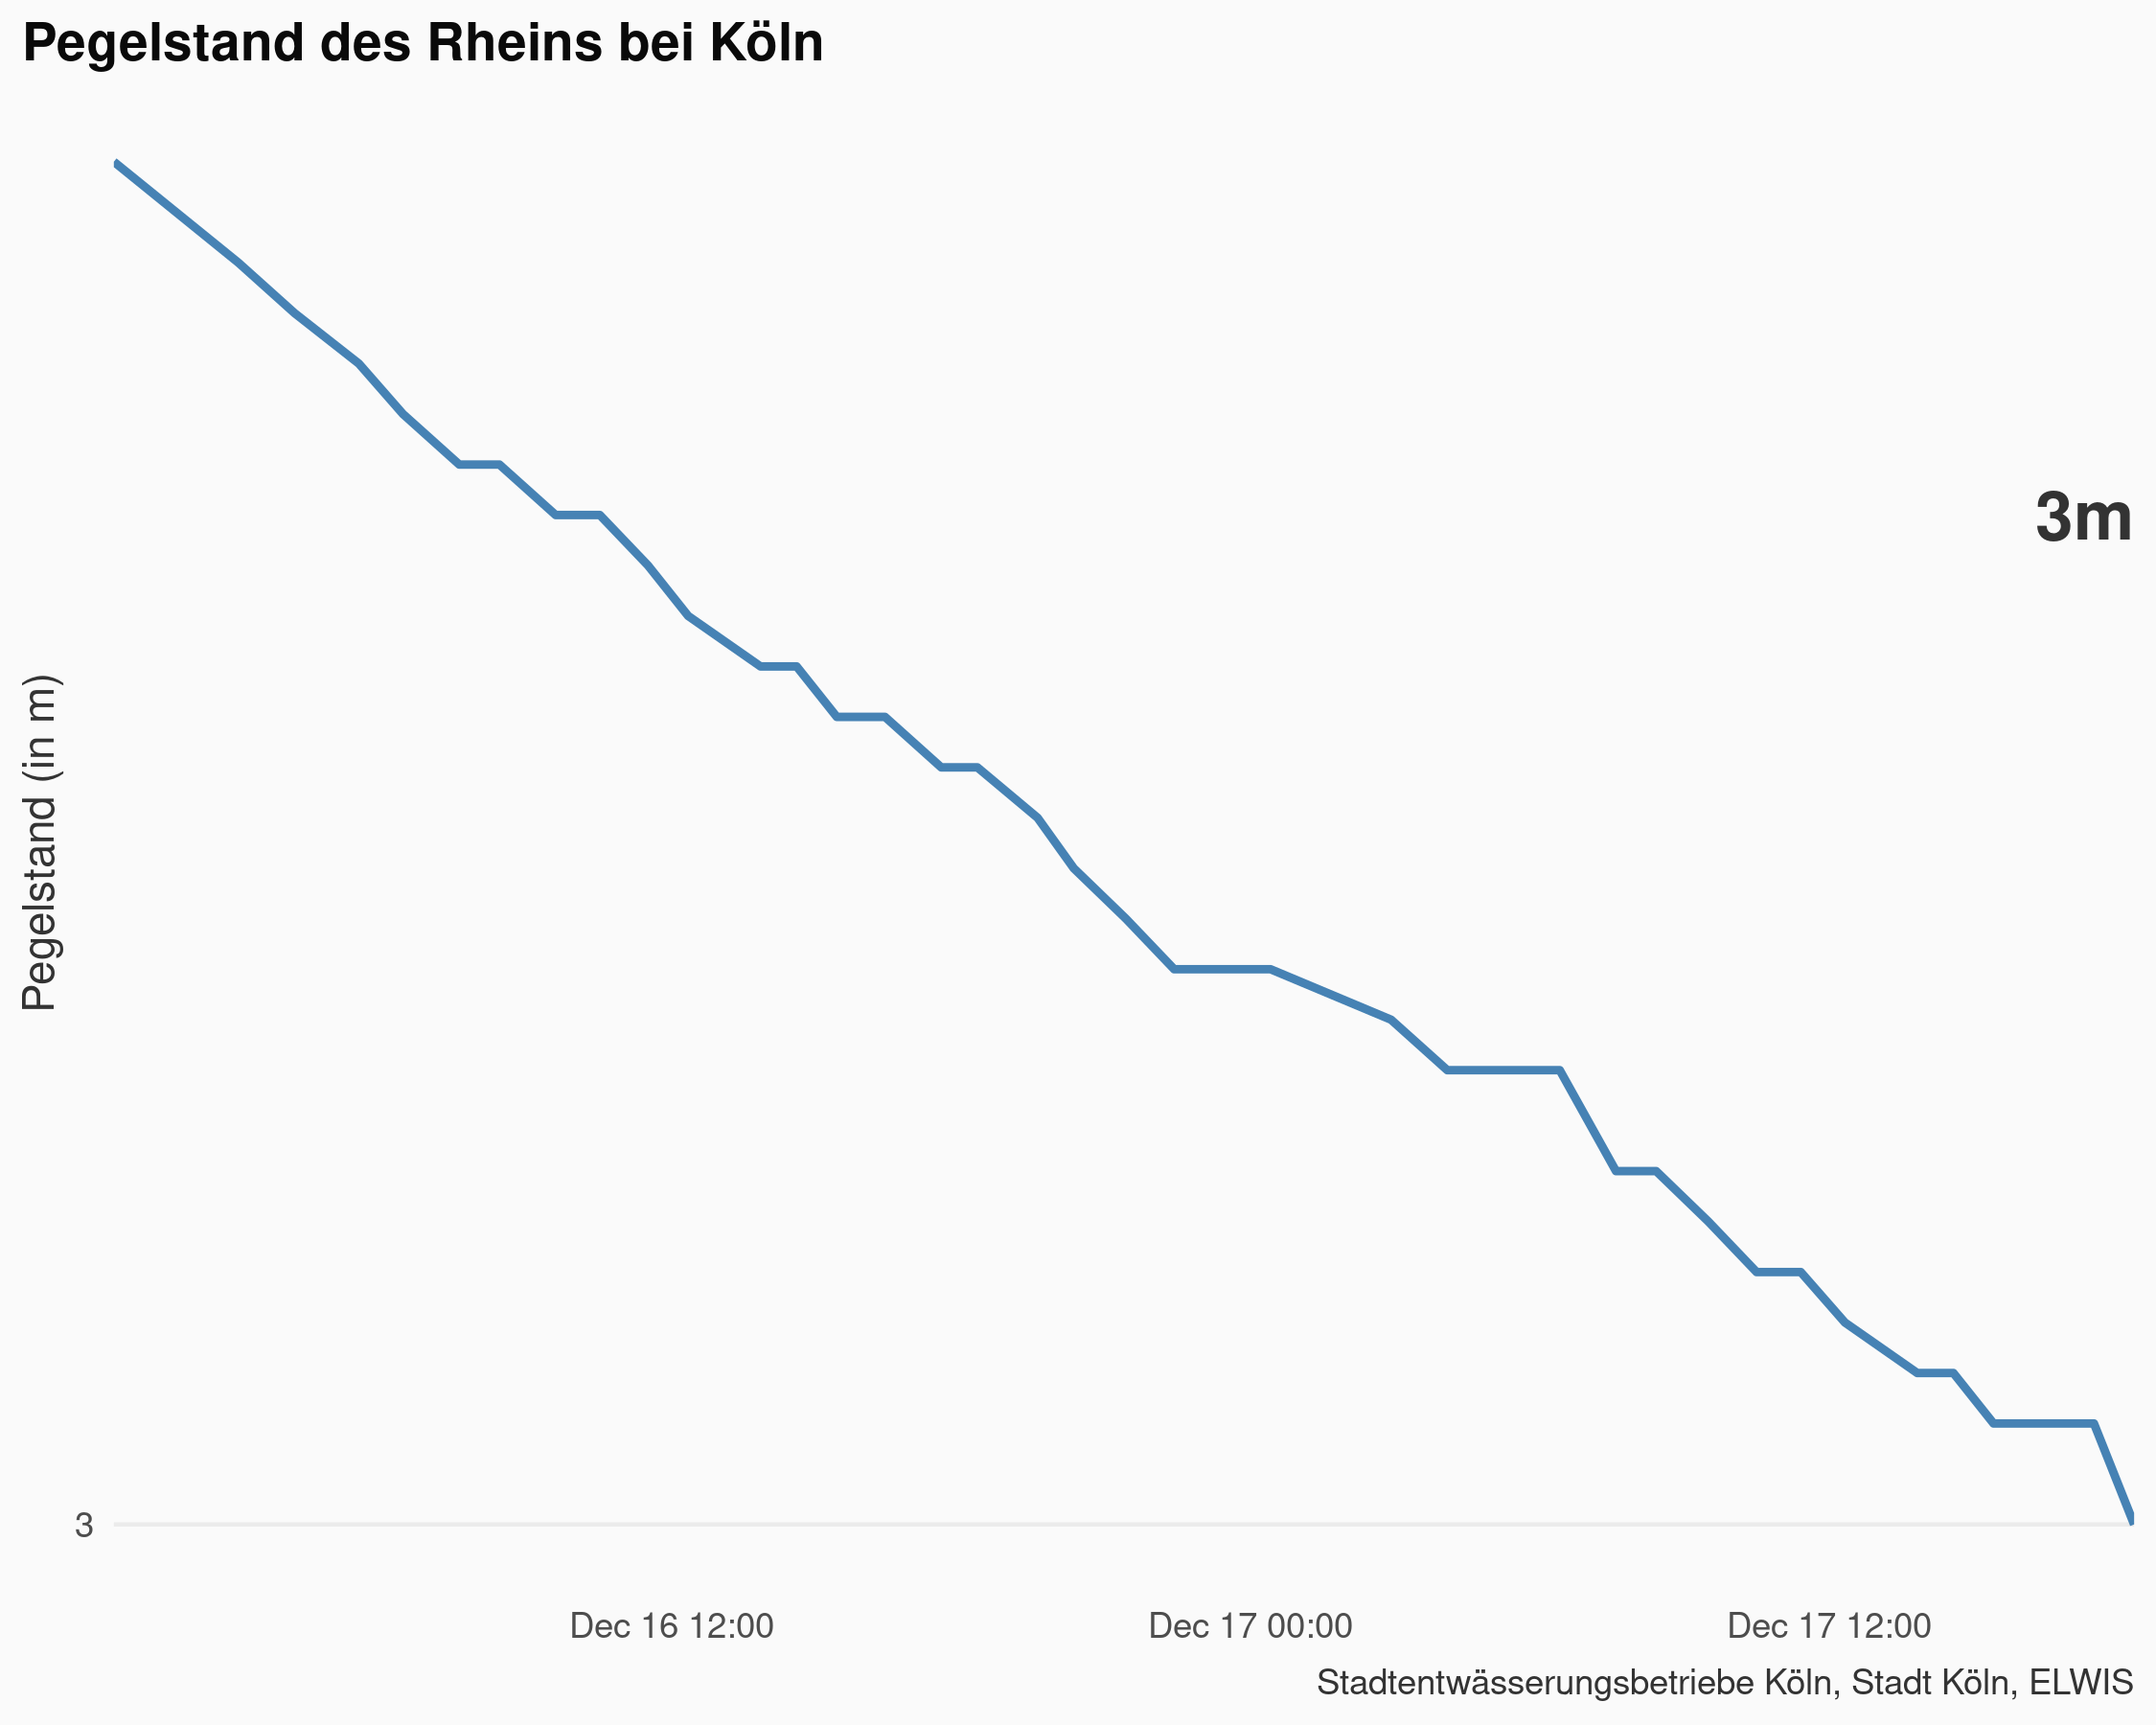 Pegelstand des Rheins bei Köln
3m
Pegelstand (in m)
3
Dec 16 12:00
Dec 17 00:00
Dec 17 12:00
Stadtentwässerungsbetriebe Köln, Stadt Köln, ELWIS